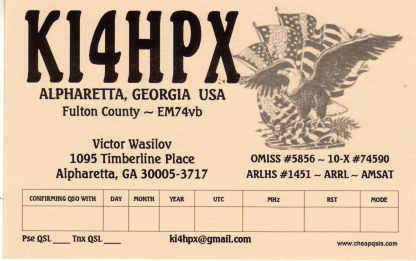 KI4HPX
ALPHARETTA, GEORGIA USA
Fulton County ~ EM74vb
Victor Wasilov
1095 Timberline Place
Alpharetta, GA 30005-3717
OMISS #5856 ~ 10-X #74590
ARLHS #1451 ~ ARRL ~ AMSAT
CONFIRMING QSO WITH DAY MONTH YEAR UTC MHz RST MODE
Pse QSL ____ Tnx QSL ____ ki4hpx@gmail.com www.cheapqsls.com